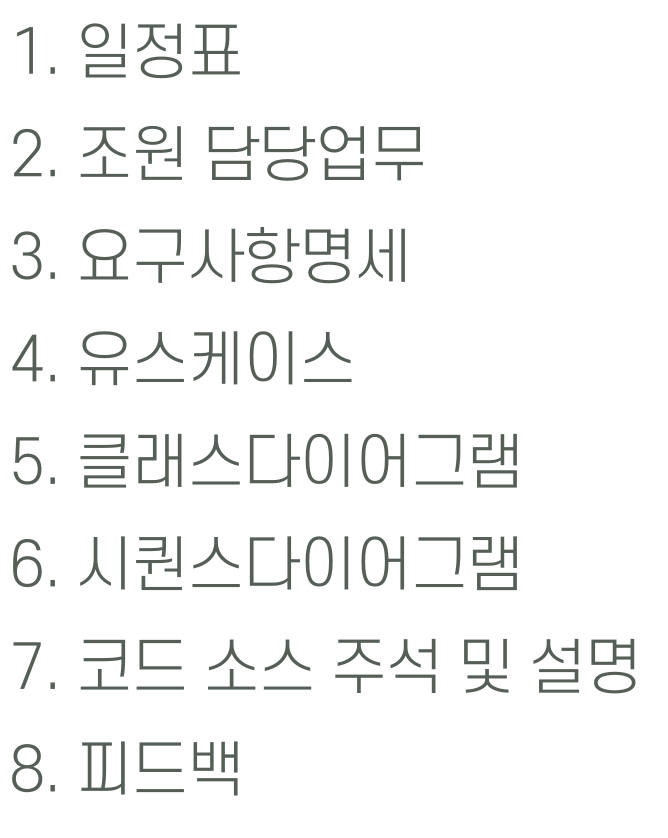 1. 일정표
2. 조원 담당업무
3. 요구사항명세
4. 유스케이스
5. 클래스다이어그램
6. 시퀀스다이어그램
7. 코드 소스 주석 및 설명
8. 피드백